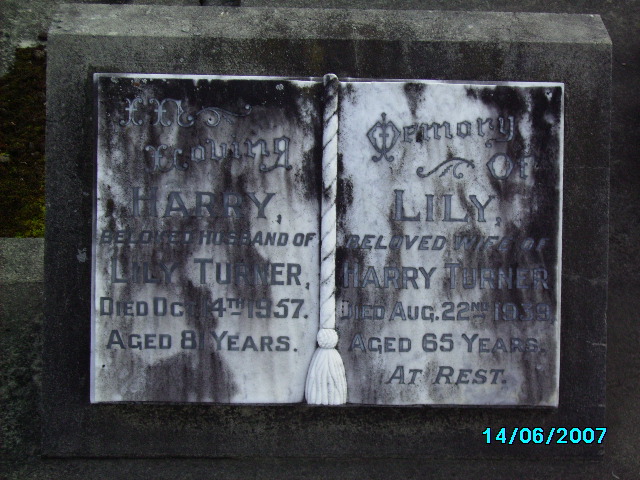 In
Loving
HARRY,
BELOVED HUSBAND OF
LILY TURNER,
DIED OCT. 14TH 1957.
AGED 81 YEARS.
Memory
Of
LILY,
BELOVED WIFE OF
HARRY TURNER
DIED AUG. 22ND 1939.
AGED 65 YEARS.
AT REST.
14/06/2007